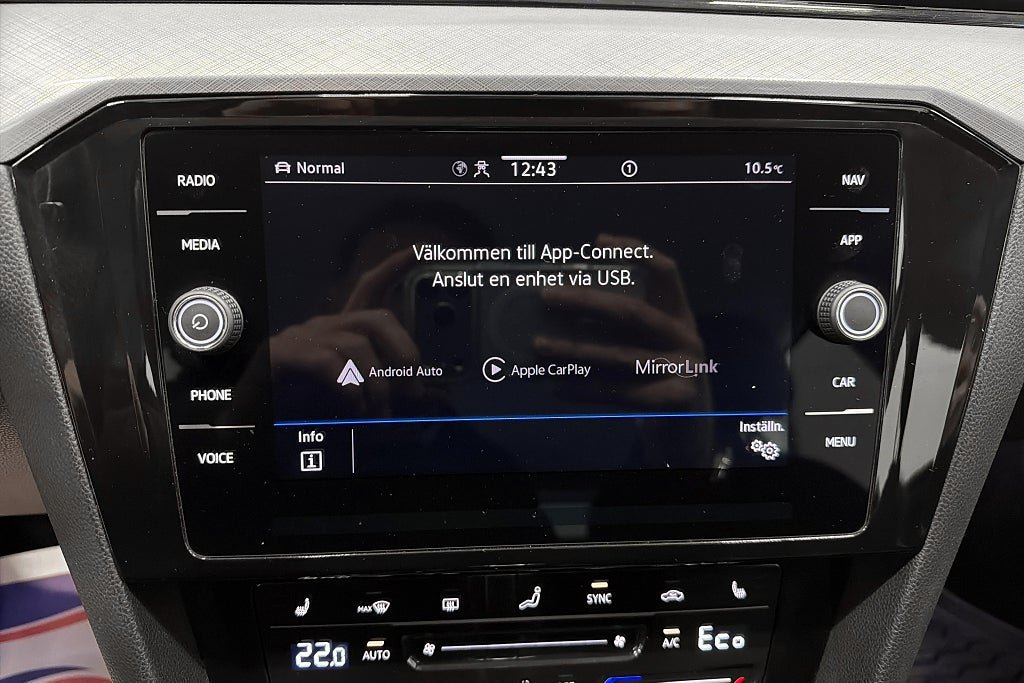 RADIO
MEDIA
PHONE
VOICE
Normal
12:43
1
10.5°C
Välkommen till App-Connect.
Anslut en enhet via USB.
Android Auto
Apple CarPlay
MirrorLink
Info
i
Inställn.
NAV
APP
CAR
MENU
MAX
SYNC
22.0
AUTO
A/C
Eco